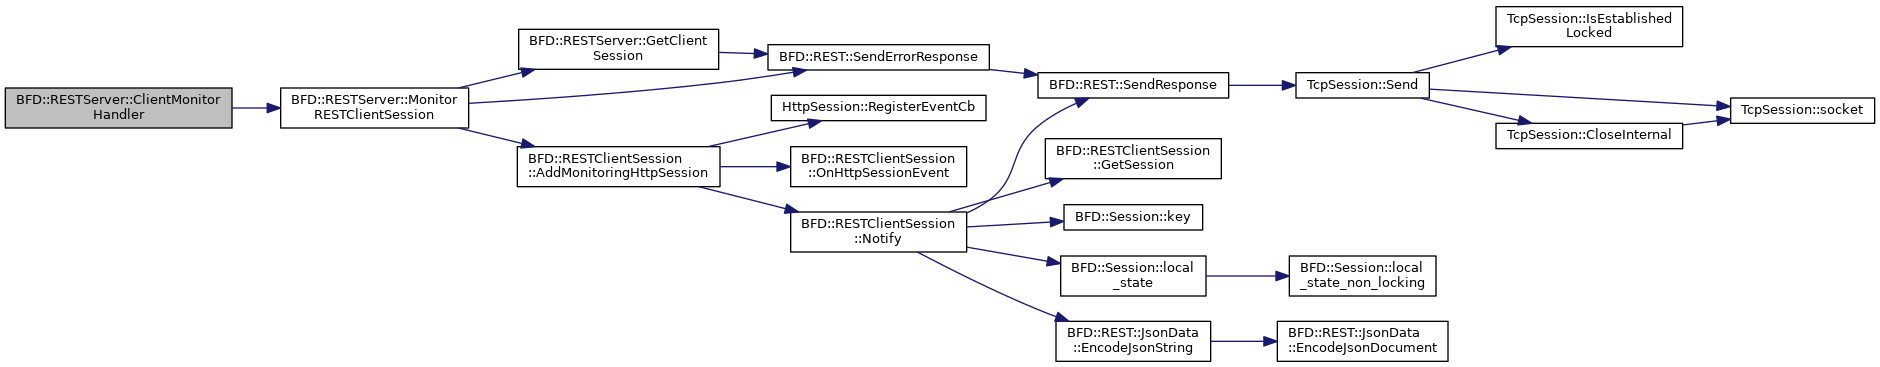 BFD::RESTServer::ClientMonitor
Handler
BFD::RESTServer::Monitor
RESTClientSession
BFD::RESTServer::GetClient
Session
BFD::REST::SendErrorResponse
BFD::RESTClientSession
::AddMonitoringHttpSession
HttpSession::RegisterEventCb
BFD::RESTClientSession
::OnHttpSessionEvent
BFD::RESTClientSession
::Notify
BFD::REST::SendResponse
BFD::RESTClientSession
::GetSession
BFD::Session::key
BFD::Session::local
_state
BFD::REST::JsonData
::EncodeJsonString
TcpSession::Send
BFD::Session::local
_state_non_locking
BFD::REST::JsonData
::EncodeJsonDocument
TcpSession::IsEstablished
Locked
TcpSession::CloseInternal
TcpSession::socket